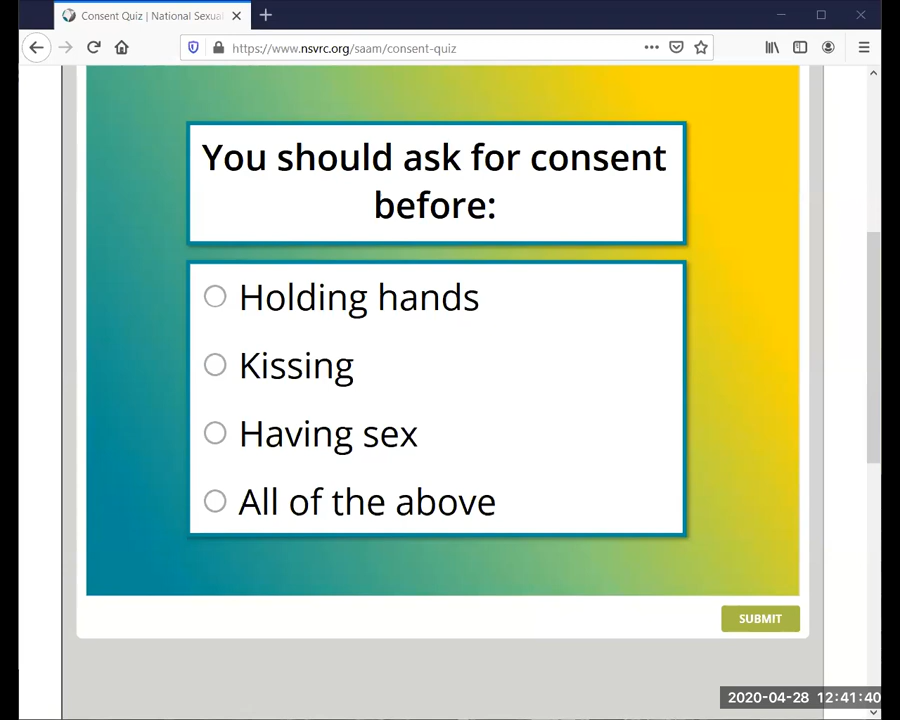 Consent Quiz | National Sexual
https://www.nsvrc.org/saam/consent-quiz
You should ask for consent
before:
Holding hands
Kissing
Having sex
All of the above
SUBMIT
2020-04-28 12:41:40